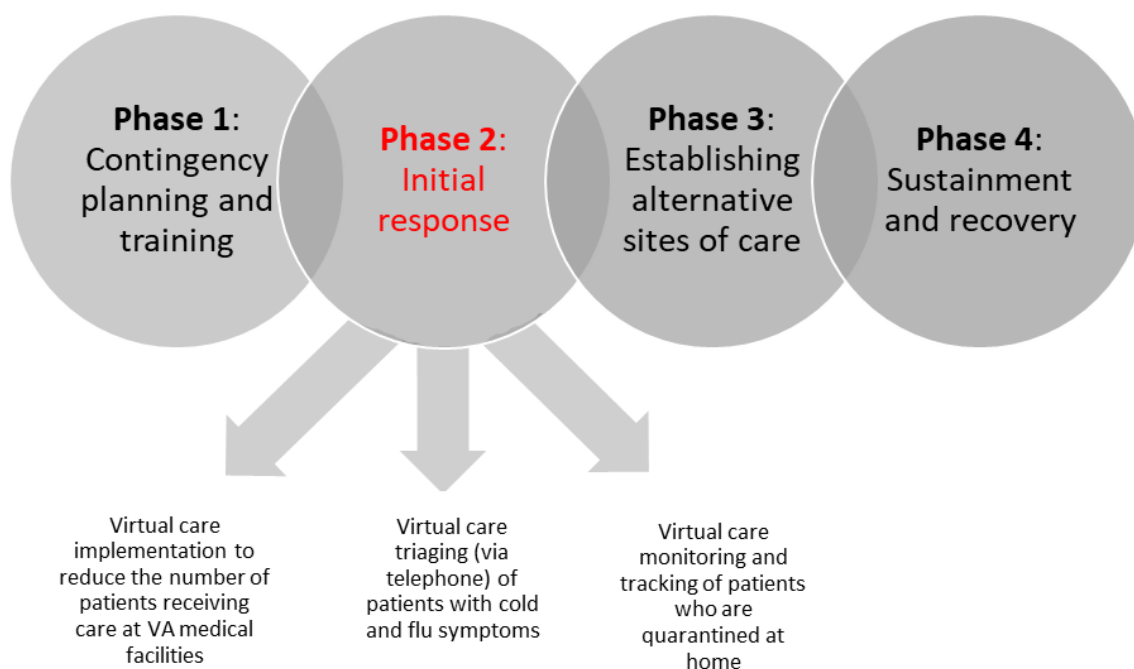 Phase 1:
Contingency
planning and
training
Phase 2:
Initial
response
Phase 3:
Establishing
alternative
sites of care
Phase 4:
Sustainment
and recovery
Virtual care
implementation to
reduce the number of
patients receiving
care at VA medical
facilities
Virtual care
triaging (via
telephone) of
patients with cold
and flu symptoms
Virtual care
monitoring and
tracking of patients
who are
quarantined at
home